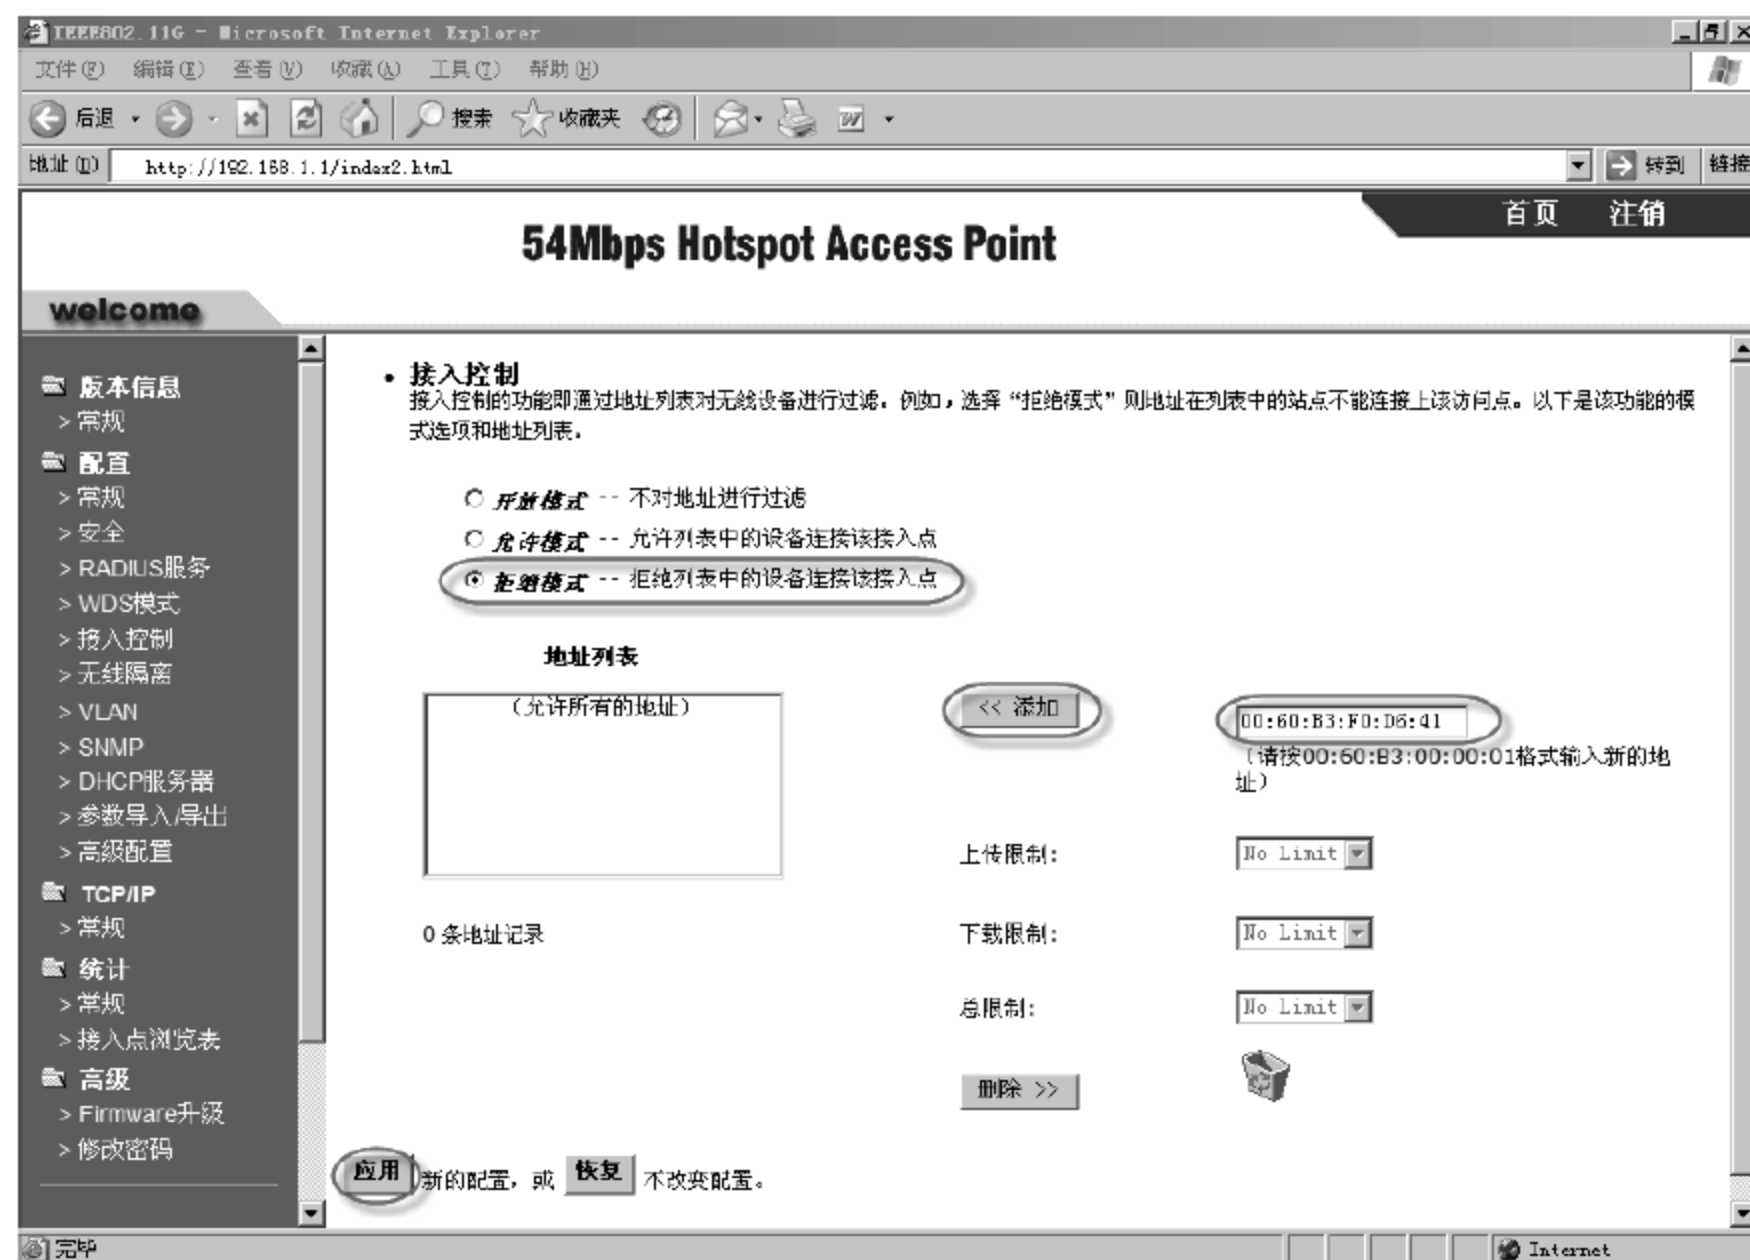 IEEE802.11G - Microsoft Internet Explorer
文件(F) 编辑(E) 查看(V) 收藏(A) 工具(T) 帮助(H)
后退 搜索 收藏夹
地址(D) http://192.168.1.1/index2.html 转到 链接
首页 注销
54Mbps Hotspot Access Point
welcome
版本信息
> 常规
配置
> 常规
> 安全
> RADIUS服务
> WDS模式
> 接入控制
> 无线隔离
> VLAN
> SNMP
> DHCP服务器
> 参数导入/导出
> 高级配置
TCP/IP
> 常规
统计
> 常规
> 接入点浏览表
高级
> Firmware升级
> 修改密码
• 接入控制
接入控制的功能即通过地址列表对无线设备进行过滤。例如，选择“拒绝模式”则地址在列表中的站点不能连接上该访问点。以下是该功能的模
式选项和地址列表。
开放模式 -- 不对地址进行过滤
允许模式 -- 允许列表中的设备连接该接入点
拒绝模式 -- 拒绝列表中的设备连接该接入点
地址列表
（允许所有的地址）
<< 添加
00:60:B3:F0:D6:41
（请按00:60:B3:00:00:01格式输入新的地
址）
上传限制: No Limit
0 条地址记录
下载限制: No Limit
总限制: No Limit
删除 >>
应用 新的配置，或 恢复 不改变配置。
完毕 Internet